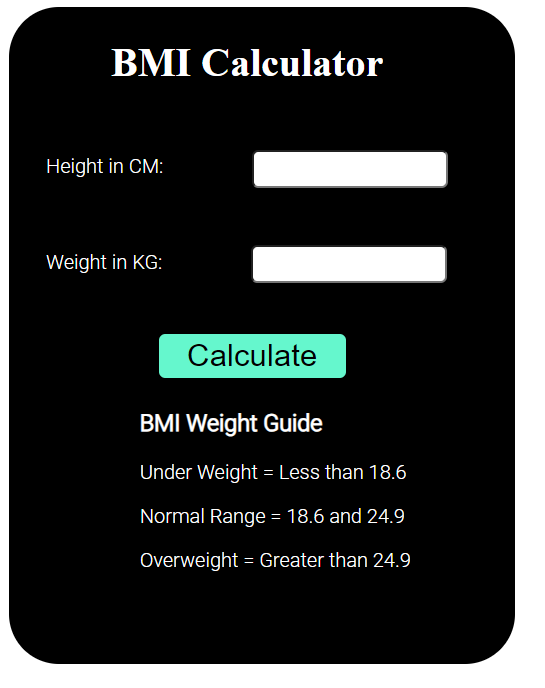 BMI Calculator
Height in CM:
Weight in KG:
Calculate
BMI Weight Guide
Under Weight = Less than 18.6
Normal Range = 18.6 and 24.9
Overweight = Greater than 24.9